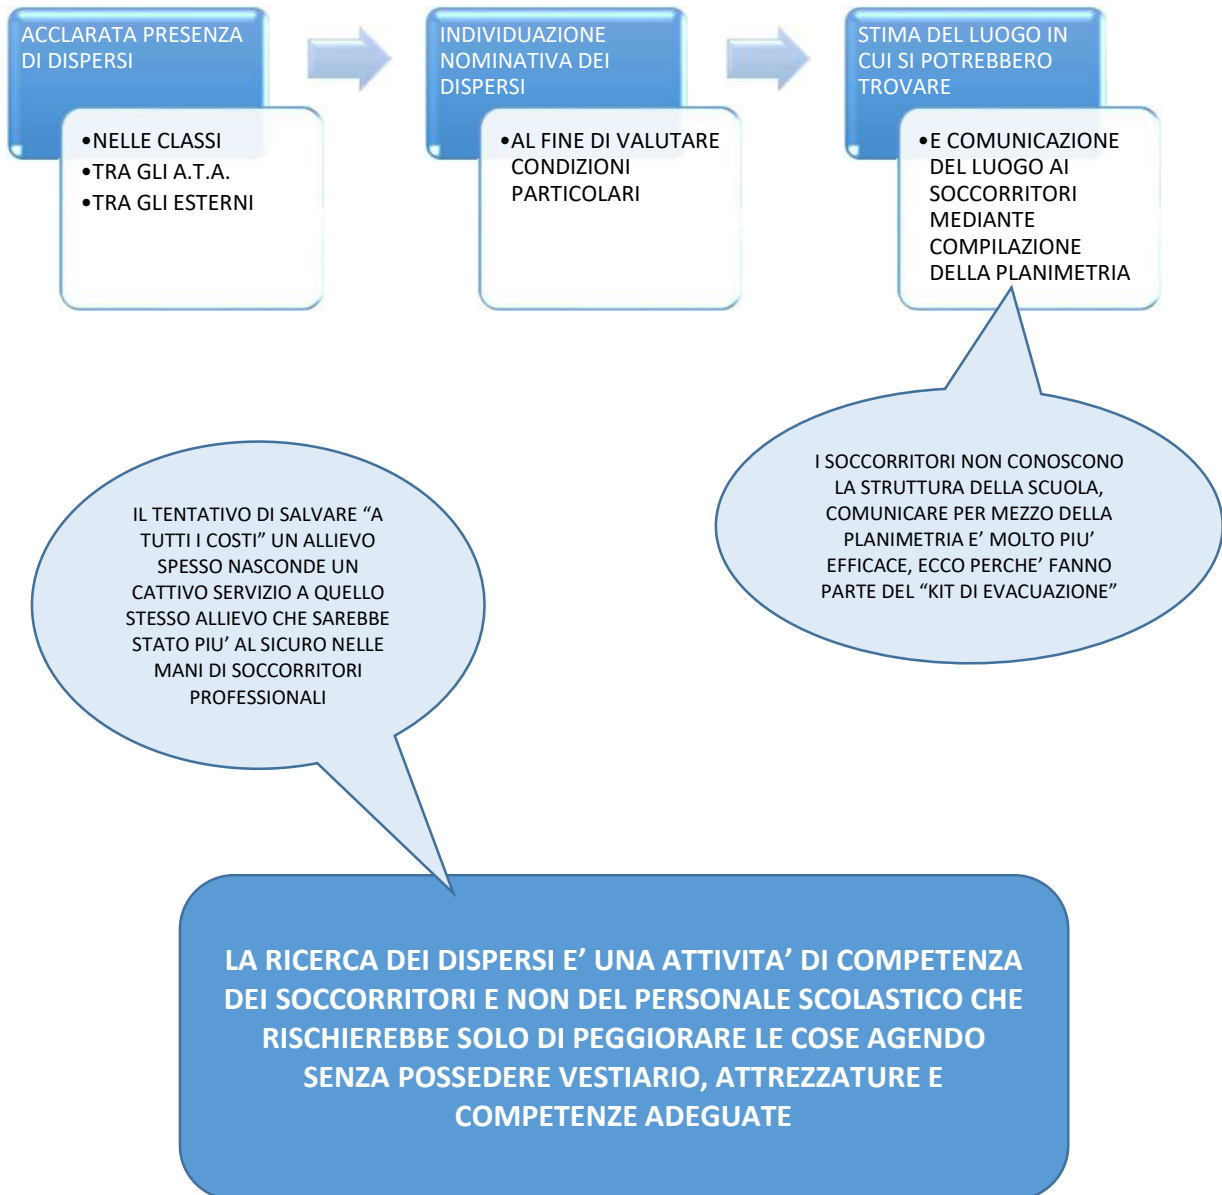 ACCLARATA PRESENZA
DI DISPERSI
•NELLE CLASSI
•TRA GLI A.T.A.
•TRA GLI ESTERNI
INDIVIDUAZIONE
NOMINATIVA DEI
DISPERSI
•AL FINE DI VALUTARE
CONDIZIONI
PARTICOLARI
STIMA DEL LUOGO IN
CUI SI POTREBBERO
TROVARE
•E COMUNICAZIONE
DEL LUOGO AI
SOCCORRITORI
MEDIANTE
COMPILAZIONE
DELLA PLANIMETRIA
I SOCCORRITORI NON CONOSCONO
LA STRUTTURA DELLA SCUOLA,
COMUNICARE PER MEZZO DELLA
PLANIMETRIA E’ MOLTO PIU’
EFFICACE, ECCO PERCHE’ FANNO
PARTE DEL “KIT DI EVACUAZIONE”
IL TENTATIVO DI SALVARE “A
TUTTI I COSTI” UN ALLIEVO
SPESSO NASCONDE UN
CATTIVO SERVIZIO A QUELLO
STESSO ALLIEVO CHE SAREBBE
STATO PIU’ AL SICURO NELLE
MANI DI SOCCORRITORI
PROFESSIONALI
LA RICERCA DEI DISPERSI E’ UNA ATTIVITA’ DI COMPETENZA
DEI SOCCORRITORI E NON DEL PERSONALE SCOLASTICO CHE
RISCHIEREBBE SOLO DI PEGGIORARE LE COSE AGENDO
SENZA POSSEDERE VESTIARIO, ATTREZZATURE E
COMPETENZE ADEGUATE